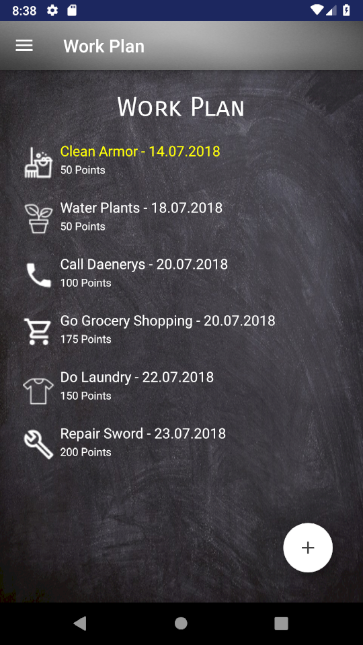 8:38
Work Plan
Work Plan
Clean Armor - 14.07.2018
50 Points
Water Plants - 18.07.2018
50 Points
Call Daenerys - 20.07.2018
100 Points
Go Grocery Shopping - 20.07.2018
175 Points
Do Laundry - 22.07.2018
150 Points
Repair Sword - 23.07.2018
200 Points